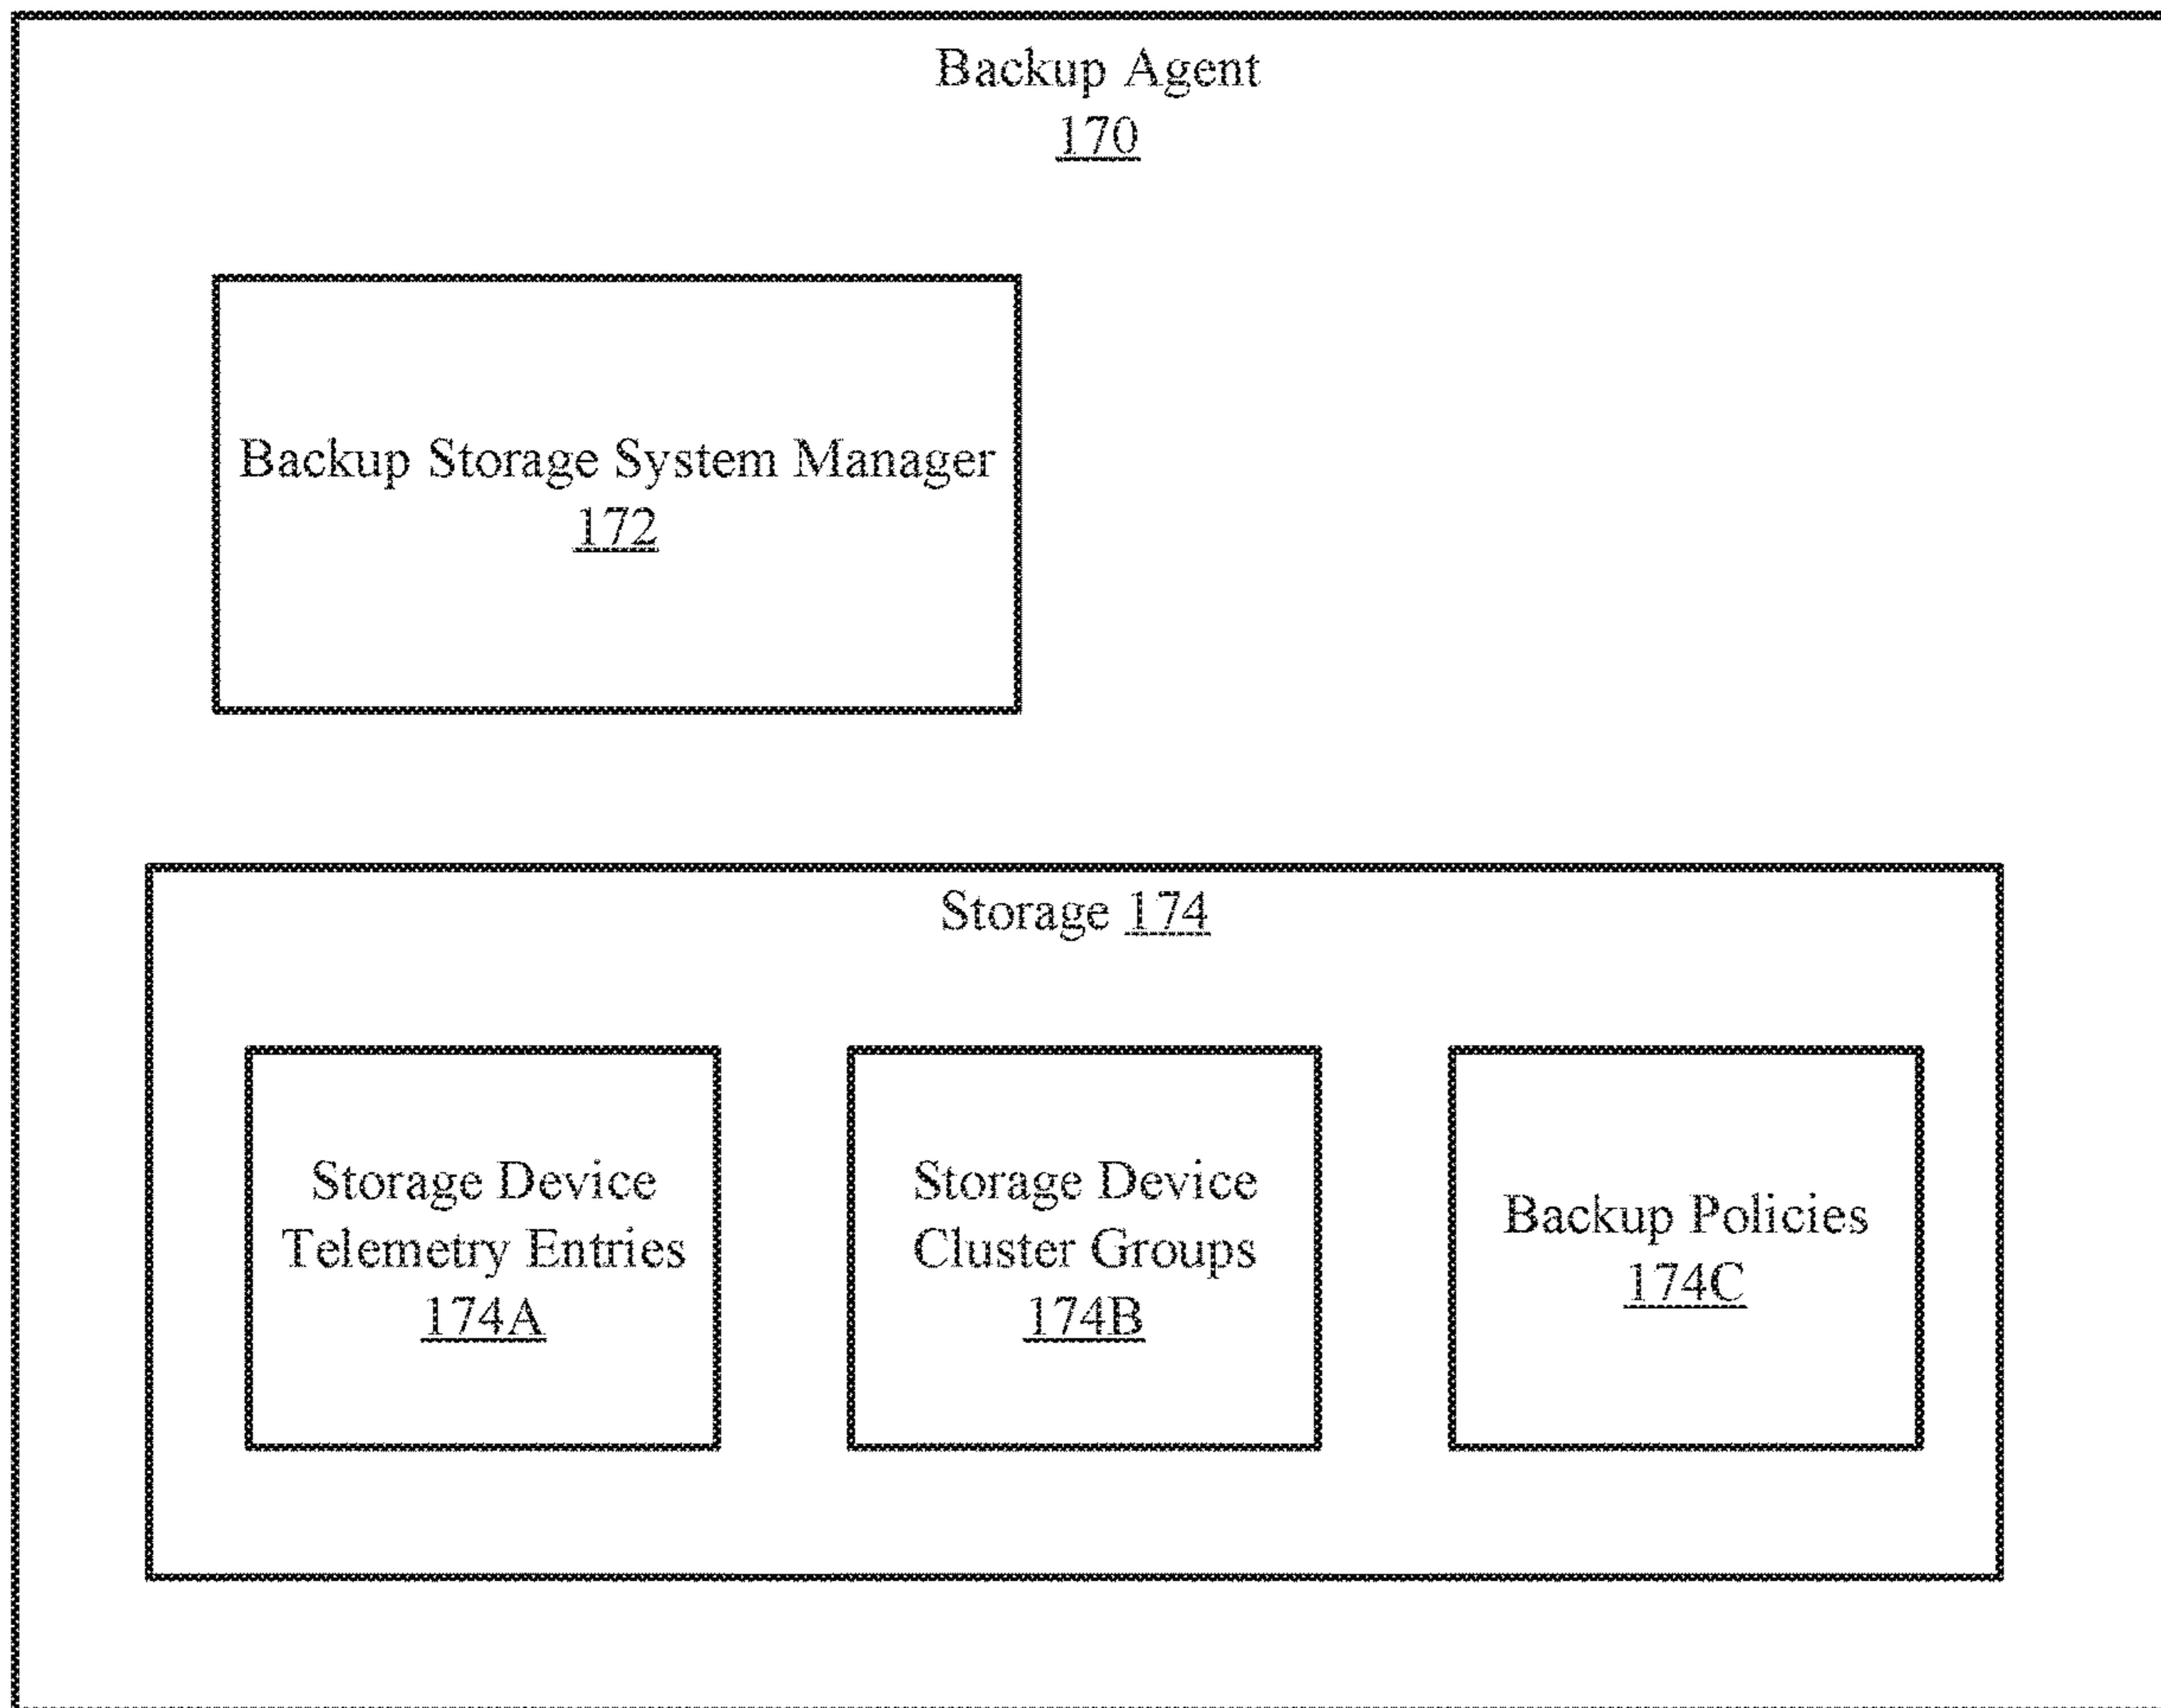 Backup Agent
170
Backup Storage System Manager
172
Storage 174
Storage Device
Telemetry Entries
174A
Storage Device
Cluster Groups
174B
Backup Policies
174C